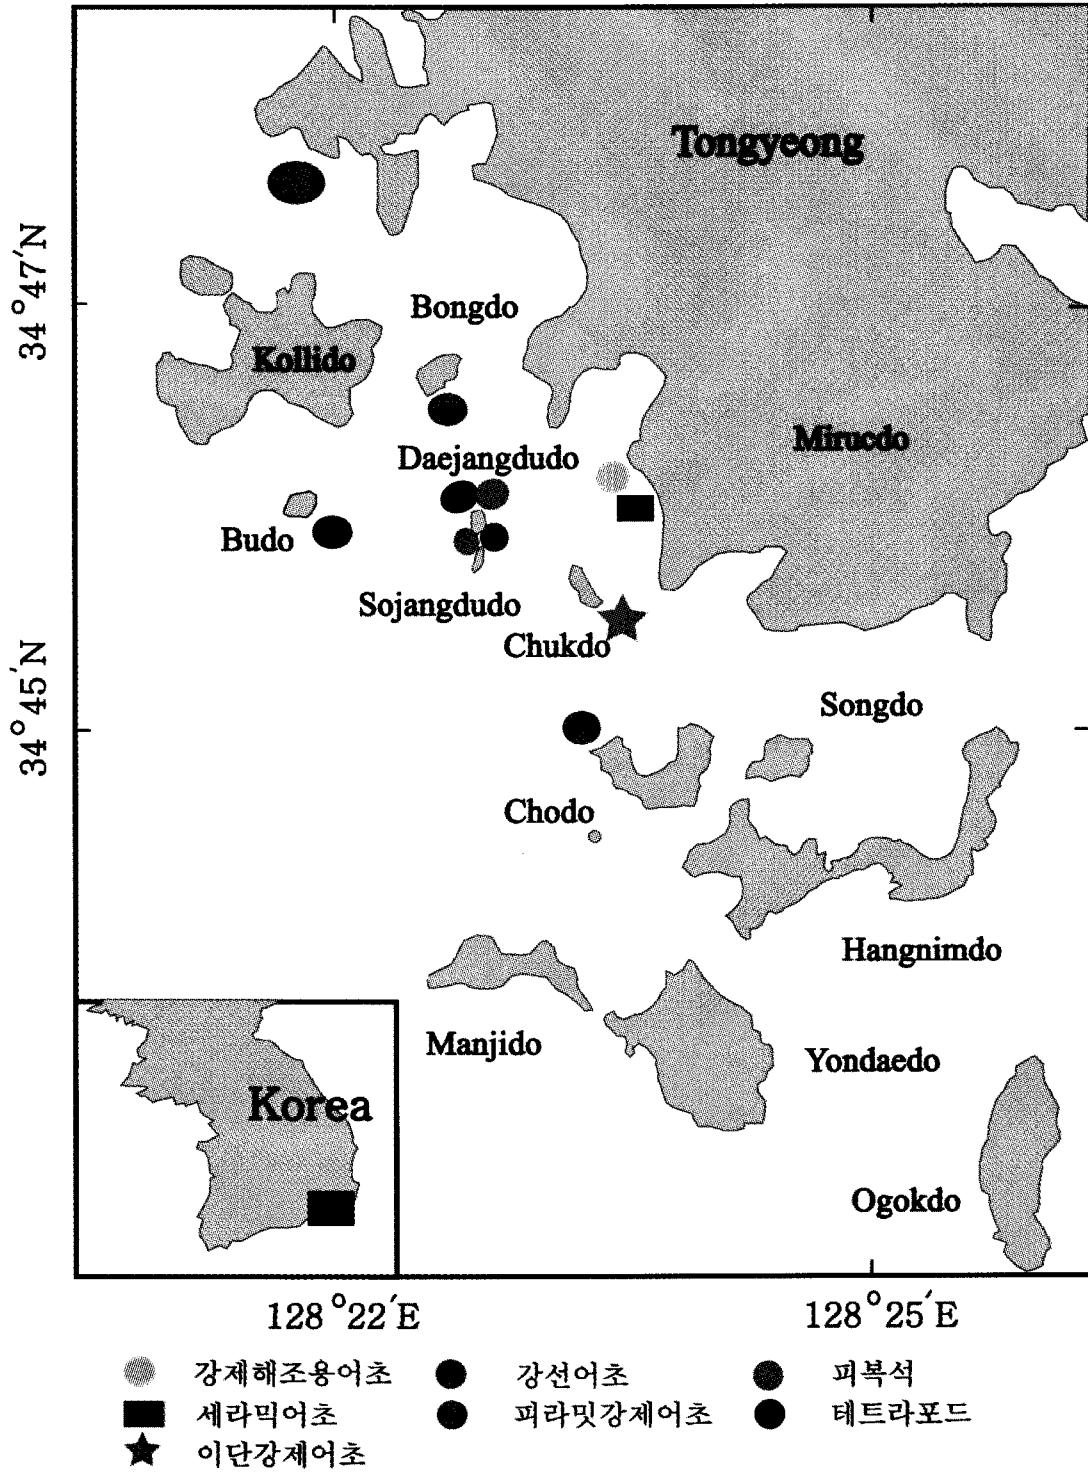 Tongyeong
34°47′N
Bongdo
Kollido
Mirucdo
Daejangdudo
Budo
Sojangdudo
Chukdo
34°45′N
Songdo
Chodo
Hangnimdo
Manjido
Yondaedo
Korea
Ogokdo
128°22′E 128°25′E
강제해조용어초 강선어초 피복석
세라믹어초 피라밋강제어초 테트라포드
이단강제어초